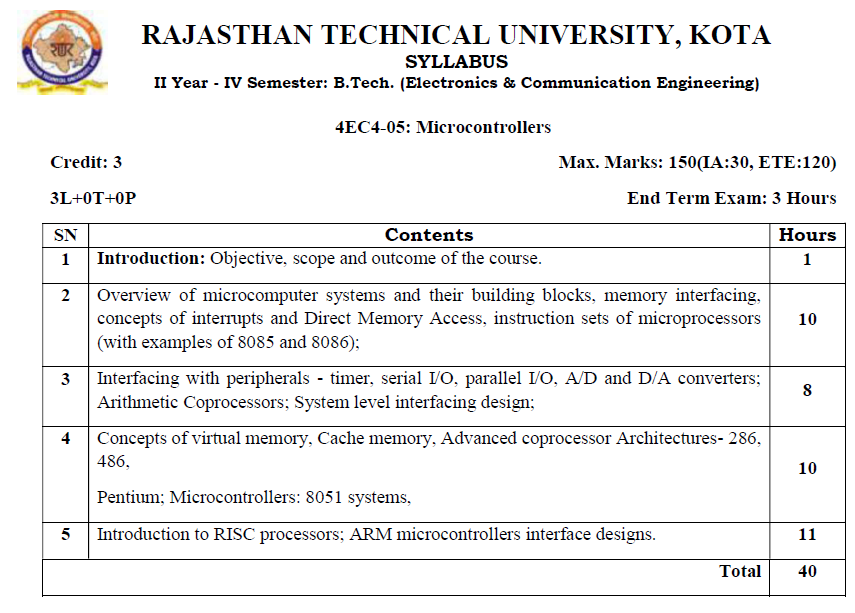 RAJASTHAN TECHNICAL UNIVERSITY, KOTA
SYLLABUS
II Year - IV Semester: B.Tech. (Electronics & Communication Engineering)
4EC4-05: Microcontrollers
Credit: 3 Max. Marks: 150(IA:30, ETE:120)
3L+0T+0P End Term Exam: 3 Hours
SN Contents Hours
1 Introduction: Objective, scope and outcome of the course. 1
2 Overview of microcomputer systems and their building blocks, memory interfacing,
concepts of interrupts and Direct Memory Access, instruction sets of microprocessors 10
(with examples of 8085 and 8086);
3 Interfacing with peripherals - timer, serial I/O, parallel I/O, A/D and D/A converters; 8
Arithmetic Coprocessors; System level interfacing design;
4 Concepts of virtual memory, Cache memory, Advanced coprocessor Architectures- 286,
486, 10
Pentium; Microcontrollers: 8051 systems,
5 Introduction to RISC processors; ARM microcontrollers interface designs. 11
Total 40